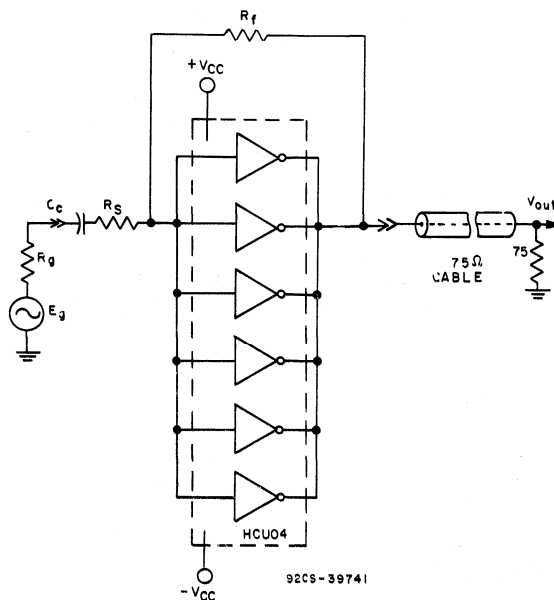 Rf
+VCC
Cc
RS
Rg
Eg
Vout
75
75Ω
CABLE
HCU04
-VCC
92CS-39741